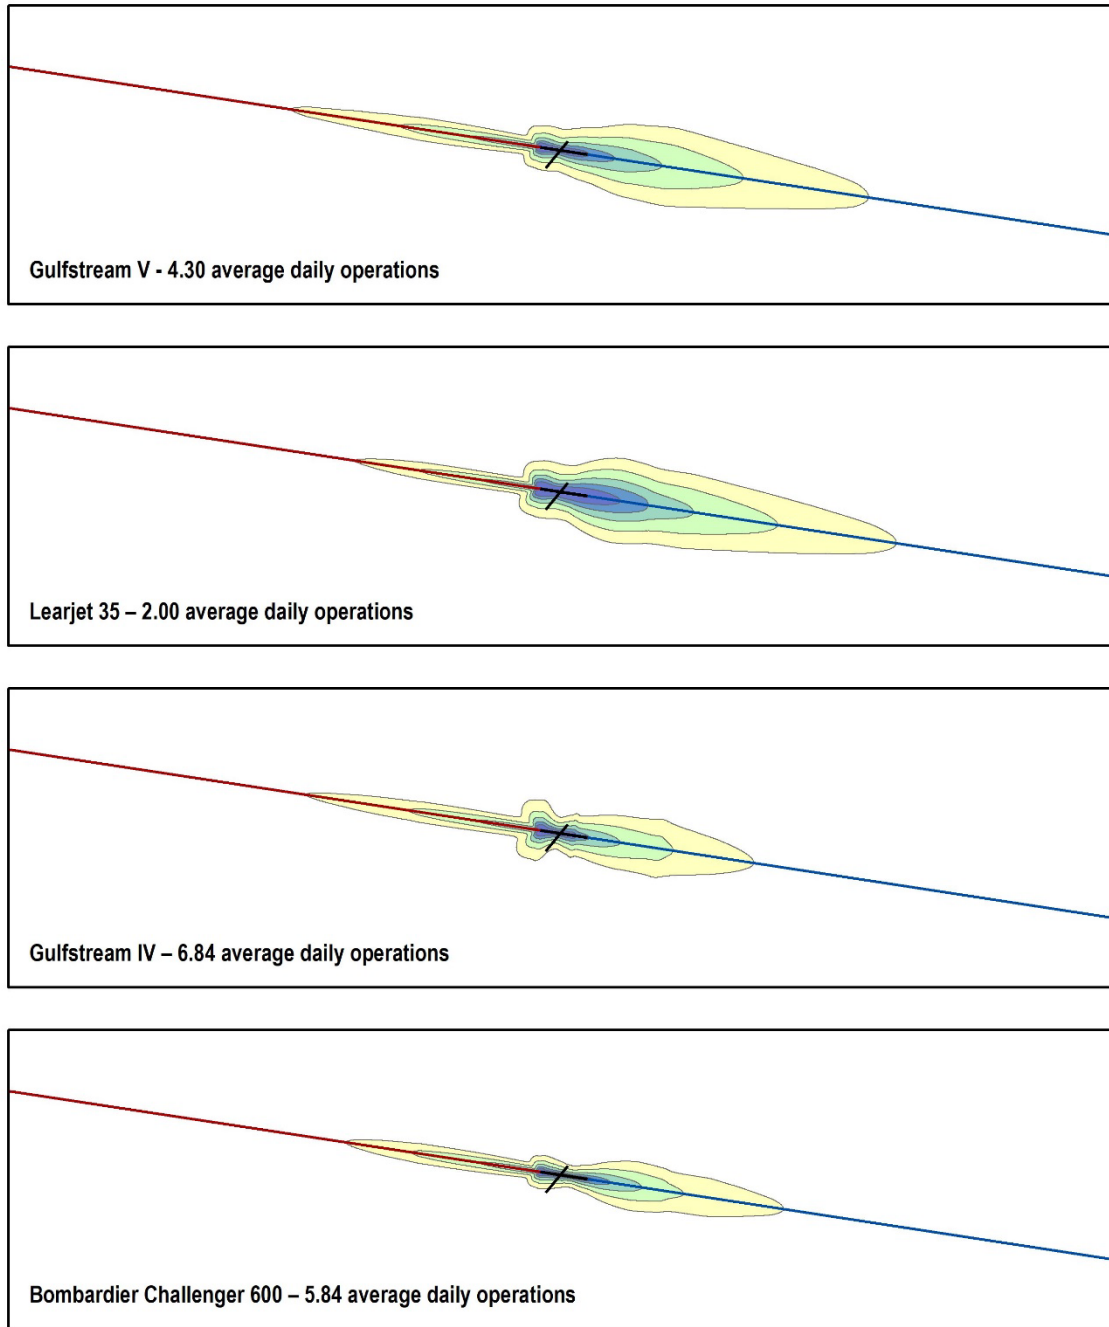 Gulfstream V - 4.30 average daily operations
Learjet 35 – 2.00 average daily operations
Gulfstream IV – 6.84 average daily operations
Bombardier Challenger 600 – 5.84 average daily operations